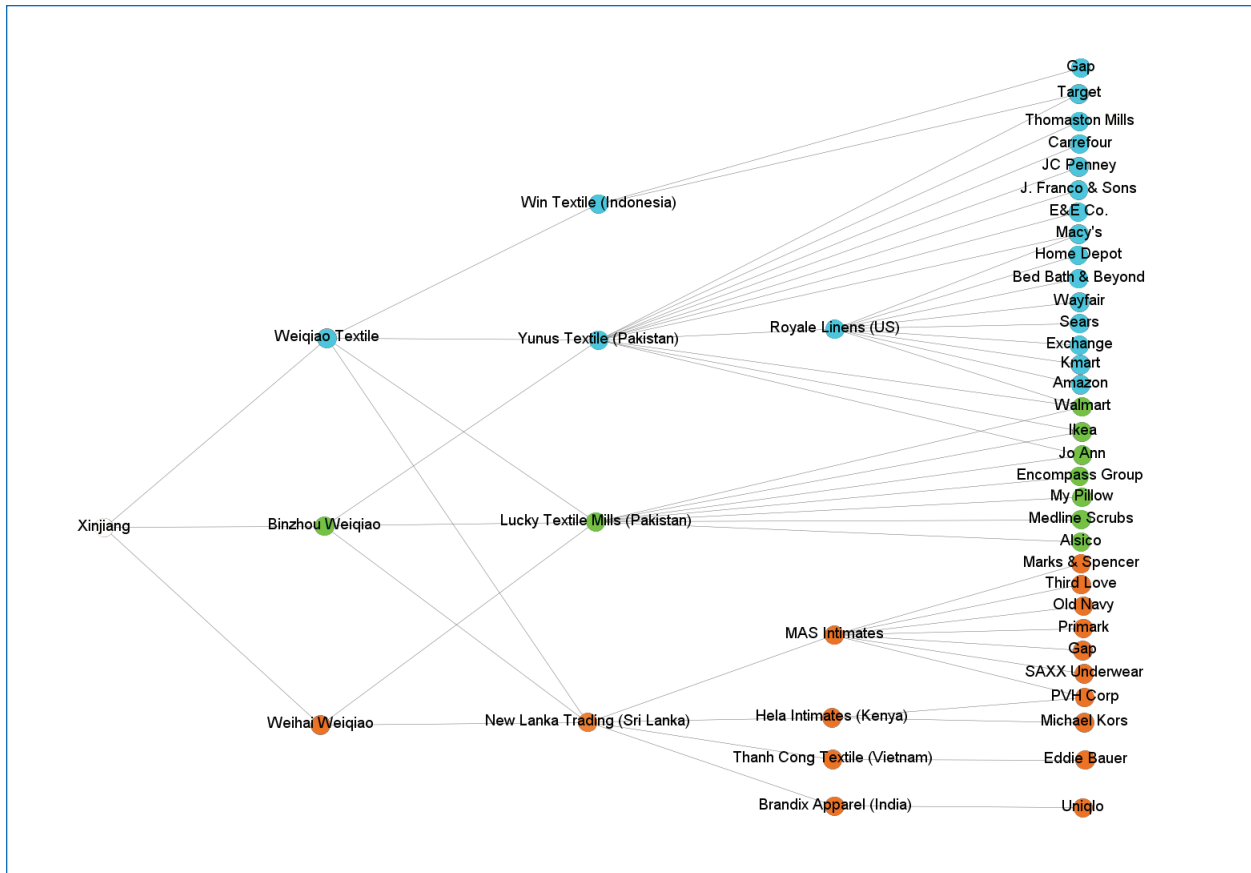 Gap
Target
Thomaston Mills
Carrefour
JC Penney
J. Franco & Sons
Win Textile (Indonesia)
E&E Co.
Macy's
Home Depot
Bed Bath & Beyond
Wayfair
Sears
Royale Linens (US)
Weiqiao Textile
Yunus Textile (Pakistan)
Exchange
Kmart
Amazon
Walmart
Ikea
Jo Ann
Encompass Group
My Pillow
Medline Scrubs
Lucky Textile Mills (Pakistan)
Binzhou Weiqiao
Xinjiang
Alsico
Marks & Spencer
Third Love
Old Navy
Primark
MAS Intimates
Gap
SAXX Underwear
PVH Corp
Hela Intimates (Kenya)
Michael Kors
New Lanka Trading (Sri Lanka)
Weihai Weiqiao
Thanh Cong Textile (Vietnam)
Eddie Bauer
Brandix Apparel (India)
Uniqlo